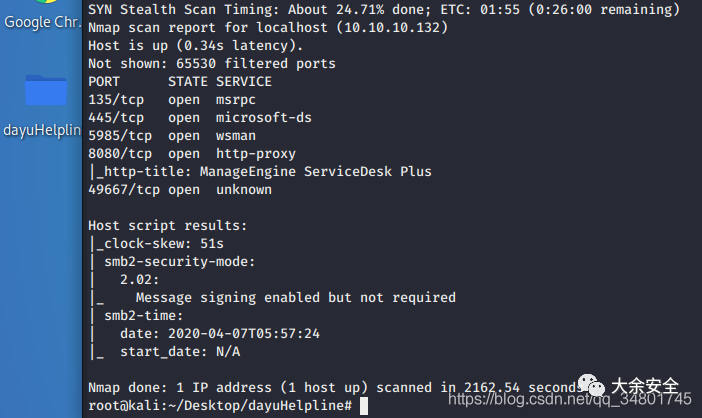 Google Chr...
dayuHelplin
SYN Stealth Scan Timing: About 24.71% done; ETC: 01:55 (0:26:00 remaining)
Nmap scan report for localhost (10.10.10.132)
Host is up (0.34s latency).
Not shown: 65530 filtered ports
PORT      STATE SERVICE
135/tcp   open  msrpc
445/tcp   open  microsoft-ds
5985/tcp  open  wsman
8080/tcp  open  http-proxy
|_http-title: ManageEngine ServiceDesk Plus
49667/tcp open  unknown
Host script results:
|_clock-skew: 51s
| smb2-security-mode:
|   2.02:
|_    Message signing enabled but not required
| smb2-time:
|   date: 2020-04-07T05:57:24
|_  start_date: N/A
Nmap done: 1 IP address (1 host up) scanned in 2162.54 seconds
root@kali:~/Desktop/dayuHelpline#
大余安全
https://blog.csdn.net/qq_34801745